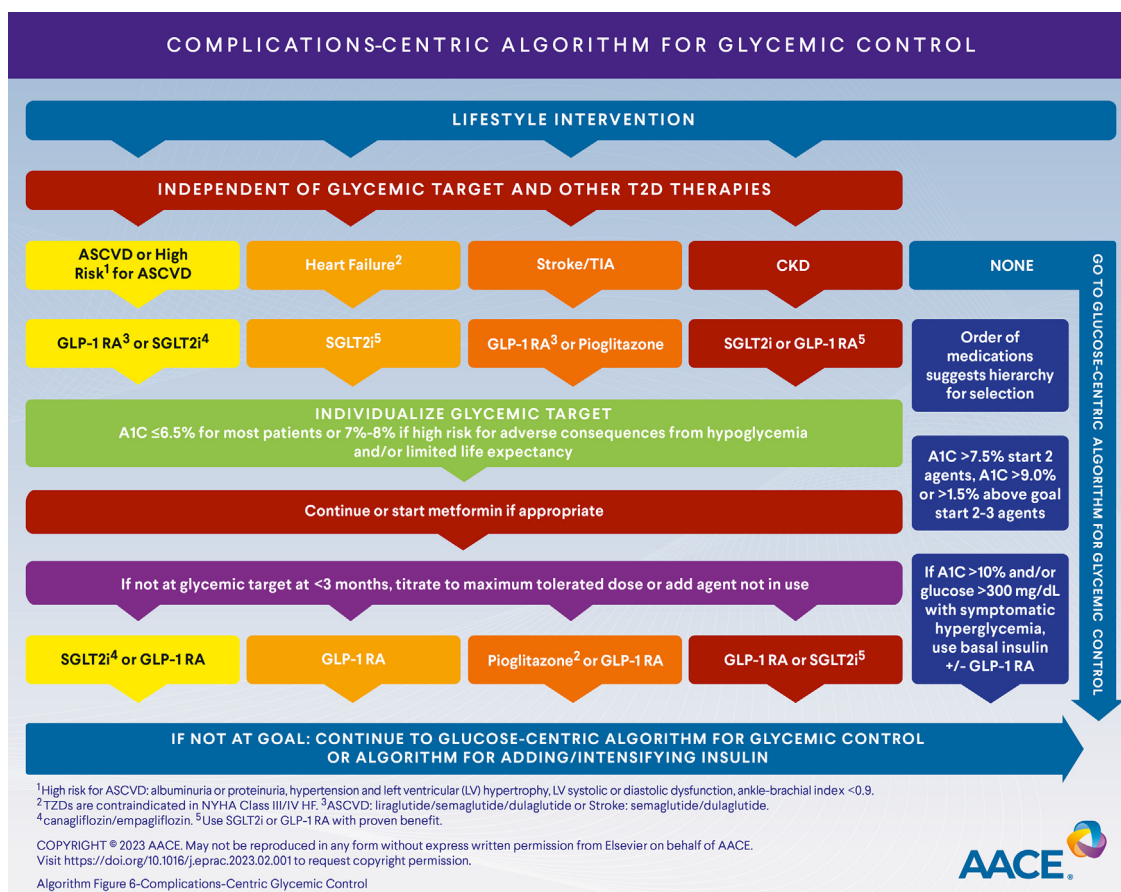 COMPLICATIONS-CENTRIC ALGORITHM FOR GLYCEMIC CONTROL
LIFESTYLE INTERVENTION
INDEPENDENT OF GLYCEMIC TARGET AND OTHER T2D THERAPIES
ASCVD or High
Risk¹ for ASCVD
Heart Failure²
Stroke/TIA
CKD
NONE
GLP-1 RA³ or SGLT2i⁴
SGLT2i⁵
GLP-1 RA³ or Pioglitazone
SGLT2i or GLP-1 RA⁵
Order of
medications
suggests hierarchy
for selection
INDIVIDUALIZE GLYCEMIC TARGET
A1C ≤6.5% for most patients or 7%-8% if high risk for adverse consequences from hypoglycemia
and/or limited life expectancy
A1C >7.5% start 2
agents, A1C >9.0%
or >1.5% above goal
start 2-3 agents
Continue or start metformin if appropriate
If not at glycemic target at <3 months, titrate to maximum tolerated dose or add agent not in use
If A1C >10% and/or
glucose >300 mg/dL
with symptomatic
hyperglycemia,
use basal insulin
+/- GLP-1 RA
SGLT2i⁴ or GLP-1 RA
GLP-1 RA
Pioglitazone² or GLP-1 RA
GLP-1 RA or SGLT2i⁵
GO TO GLUCOSE-CENTRIC ALGORITHM FOR GLYCEMIC CONTROL
IF NOT AT GOAL: CONTINUE TO GLUCOSE-CENTRIC ALGORITHM FOR GLYCEMIC CONTROL
OR ALGORITHM FOR ADDING/INTENSIFYING INSULIN
¹High risk for ASCVD: albuminuria or proteinuria, hypertension and left ventricular (LV) hypertrophy, LV systolic or diastolic dysfunction, ankle-brachial index <0.9.
²TZDs are contraindicated in NYHA Class III/IV HF. ³ASCVD: liraglutide/semaglutide/dulaglutide or Stroke: semaglutide/dulaglutide.
⁴canagliflozin/empagliflozin. ⁵Use SGLT2i or GLP-1 RA with proven benefit.
COPYRIGHT © 2023 AACE. May not be reproduced in any form without express written permission from Elsevier on behalf of AACE.
Visit https://doi.org/10.1016/j.eprac.2023.02.001 to request copyright permission.
Algorithm Figure 6-Complications-Centric Glycemic Control
AACE®